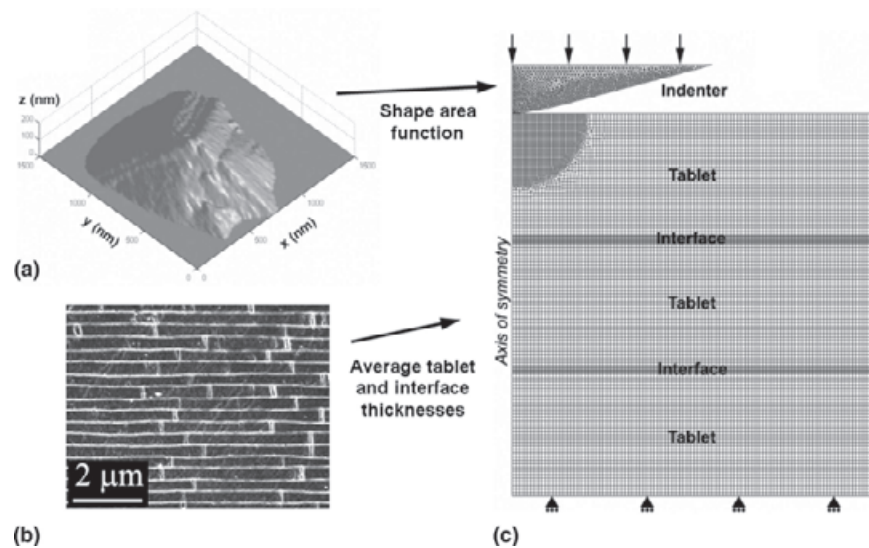 z (nm)
200
100
0
1500
1000
500
0
y (nm)
0
500
1000
1500
x (nm)
(a)
Shape area
function
2 μm
(b)
Average tablet
and interface
thicknesses
Indenter
Tablet
Interface
Tablet
Interface
Tablet
Axis of symmetry
(c)